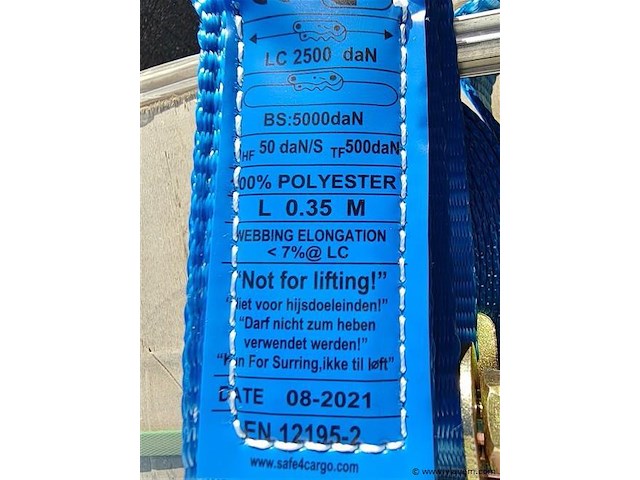 LC 2500 daN
BS:5000daN
HF 50 daN/S TF500daN
100% POLYESTER
L 0.35 M
WEBBING ELONGATION
< 7%@ LC
"Not for lifting!"
"Niet voor hijsdoeleinden!"
"Darf nicht zum heben
verwendet werden!"
"Kun For Surring,ikke til løft"
DATE 08-2021
EN 12195-2
www.safe4cargo.com